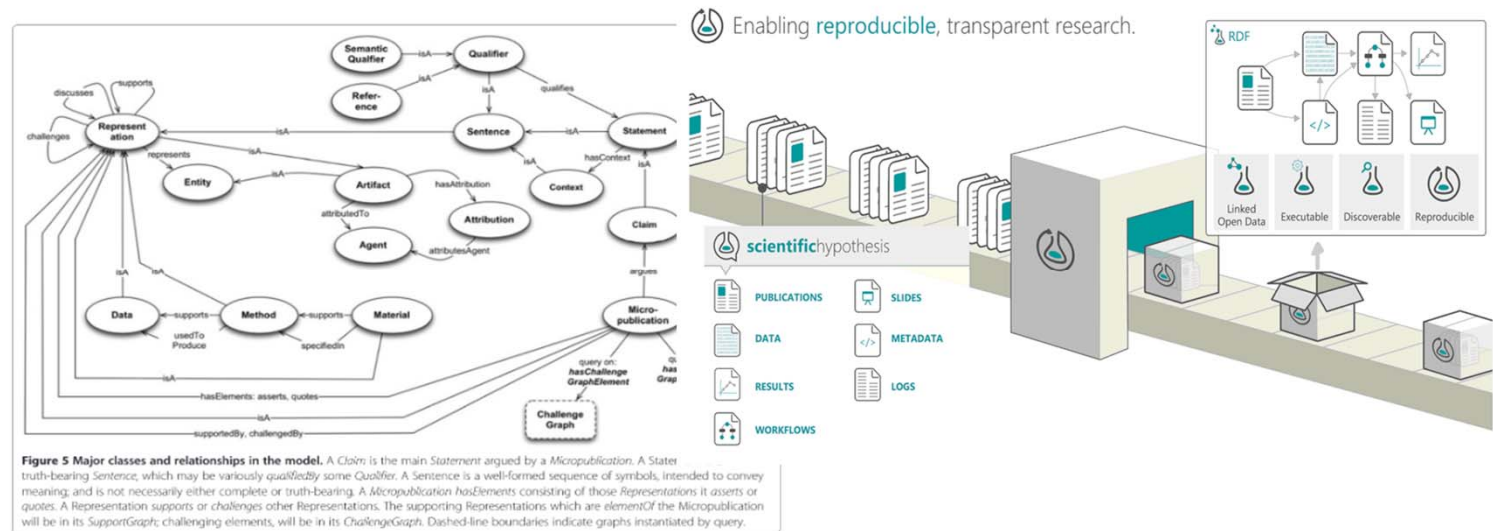 Enabling reproducible, transparent research.
Semantic
Qualfier
isA
Qualifier
Refer-
ence
isA
isA
qualifies
supports
discusses
challenges
Represent
ation
isA
Sentence
isA
Statement
represents
isA
hasContext
isA
isA
Entity
isA
Artifact
hasAttribution
Context
attributedTo
Attribution
Claim
Agent
attributesAgent
argues
isA
isA
Data
supports
Method
supports
Material
Micro-
publication
usedTo
Produce
specifiedIn
query on:
hasChallenge
GraphElement
has
Grap
isA
hasElements: asserts, quotes
isA
supportedBy, challengedBy
Challenge
Graph
Figure 5 Major classes and relationships in the model. A Claim is the main Statement argued by a Micropublication. A State
truth-bearing Sentence, which may be variously qualifiedBy some Qualifier. A Sentence is a well-formed sequence of symbols, intended to convey
meaning; and is not necessarily either complete or truth-bearing. A Micropublication hasElements consisting of those Representations it asserts or
quotes. A Representation supports or challenges other Representations. The supporting Representations which are elementOf the Micropublication
will be in its SupportGraph; challenging elements, will be in its ChallengeGraph. Dashed-line boundaries indicate graphs instantiated by query.
scientifichypothesis
PUBLICATIONS
SLIDES
DATA
METADATA
RESULTS
LOGS
WORKFLOWS
RDF
</>
Linked
Open Data
Executable
Discoverable
Reproducible